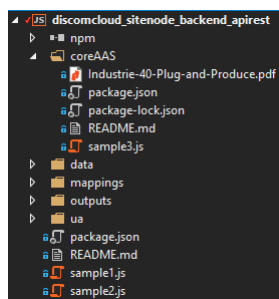 JS discomcloud_sitenode_backend_apirest
npm
coreAAS
Industrie-40-Plug-and-Produce.pdf
package.json
package-lock.json
README.md
sample3.js
data
mappings
outputs
ua
package.json
README.md
sample1.js
sample2.js